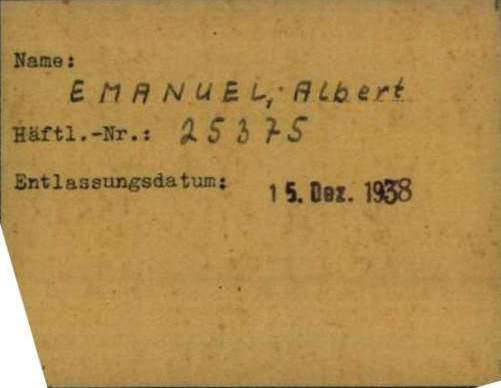 Name:
EMANUEL, Albert
Häftl.-Nr.: 25375
Entlassungsdatum: 15. Dez. 1938